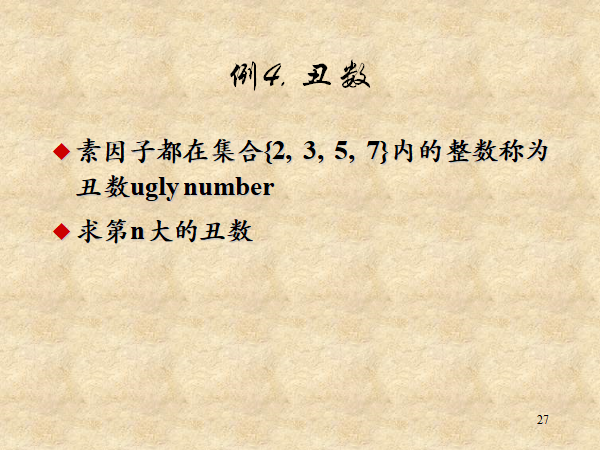 例4. 丑数
素因子都在集合{2, 3, 5, 7}内的整数称为
丑数ugly number
求第n大的丑数
27